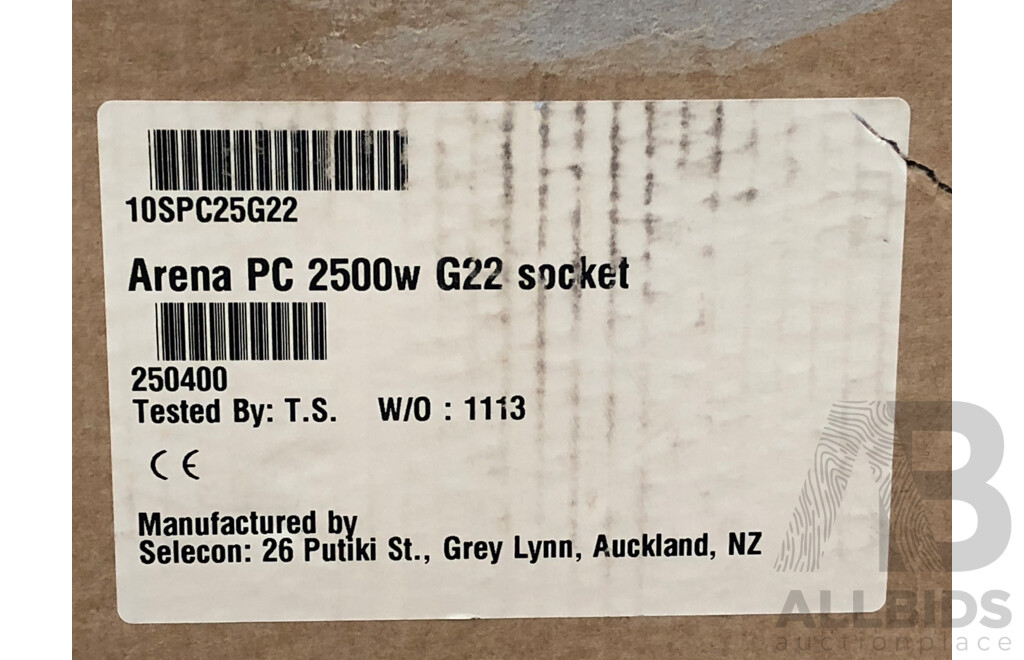 10SPC25G22
Arena PC 2500w G22 socket
250400
Tested By: T.S. W/O : 1113
CE
Manufactured by
Selecon: 26 Putiki St., Grey Lynn, Auckland, NZ
AB
ALLBIDS
auctionplace